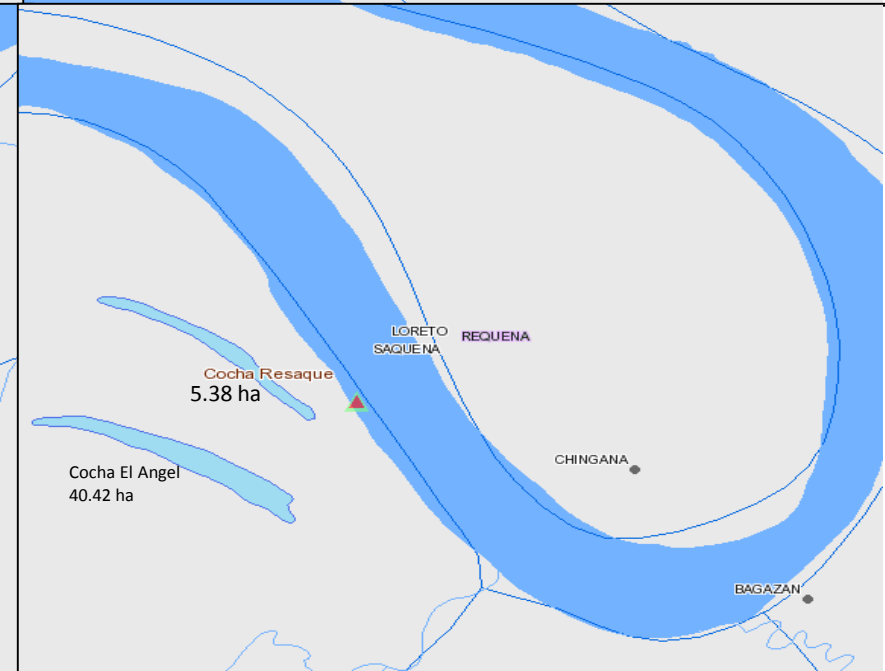 LORETO
SAQUENA
REQUENA
Cocha Resaque
5.38 ha
CHINGANA
Cocha El Angel
40.42 ha
BAGAZAN